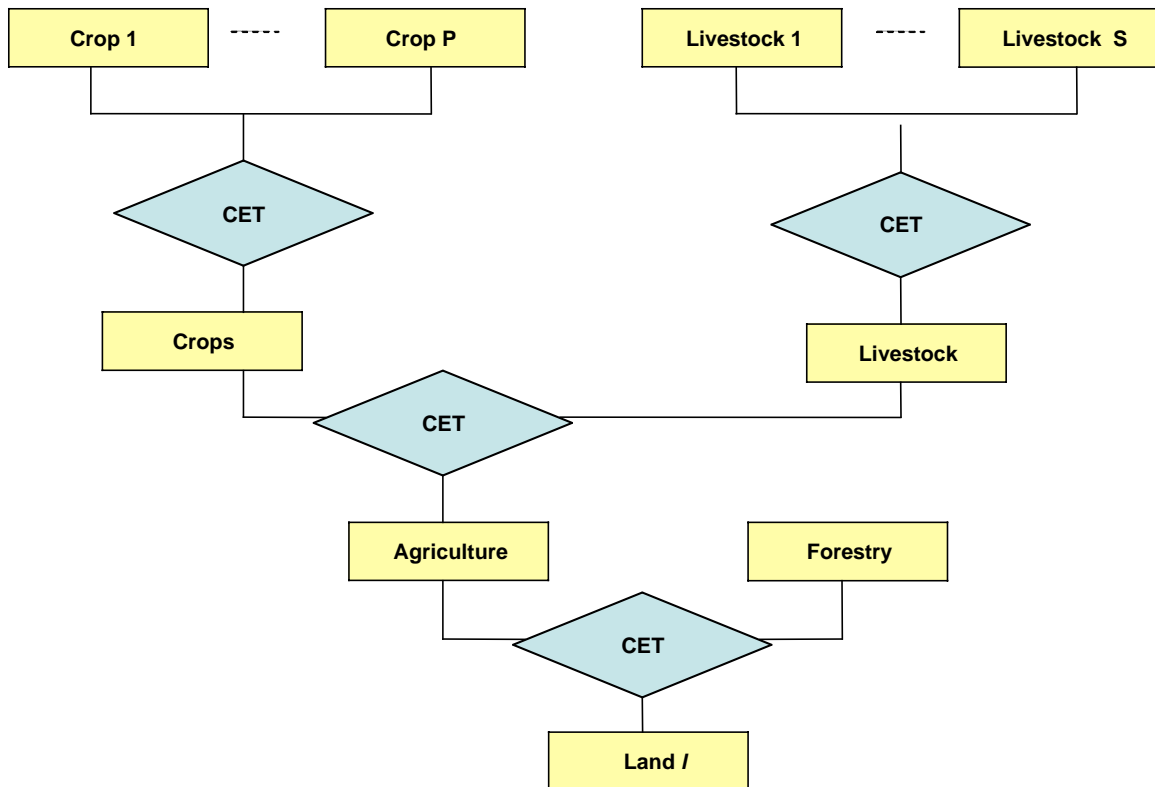 Crop 1
Crop P
Livestock 1
Livestock S
CET
CET
Crops
Livestock
CET
Agriculture
Forestry
CET
Land l